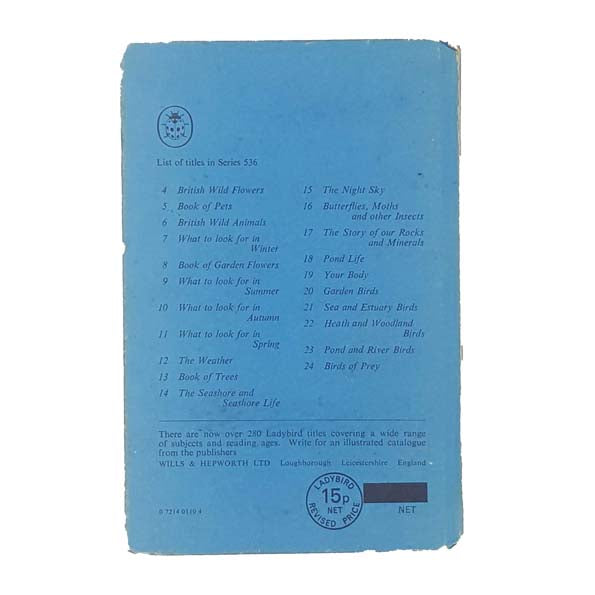 List of titles in Series 536
4 British Wild Flowers
5 Book of Pets
6 British Wild Animals
7 What to look for in
Winter
8 Book of Garden Flowers
9 What to look for in
Summer
10 What to look for in
Autumn
11 What to look for in
Spring
12 The Weather
13 Book of Trees
14 The Seashore and
Seashore Life
15 The Night Sky
16 Butterflies, Moths
and other Insects
17 The Story of our Rocks
and Minerals
18 Pond Life
19 Your Body
20 Garden Birds
21 Sea and Estuary Birds
22 Heath and Woodland
Birds
23 Pond and River Birds
24 Birds of Prey
There are now over 280 Ladybird titles covering a wide range
of subjects and reading ages. Write for an illustrated catalogue
from the publishers
WILLS & HEPWORTH LTD Loughborough Leicestershire England
LADYBIRD
15p
NET
REVISED PRICE
NET
0 7214 0119 4